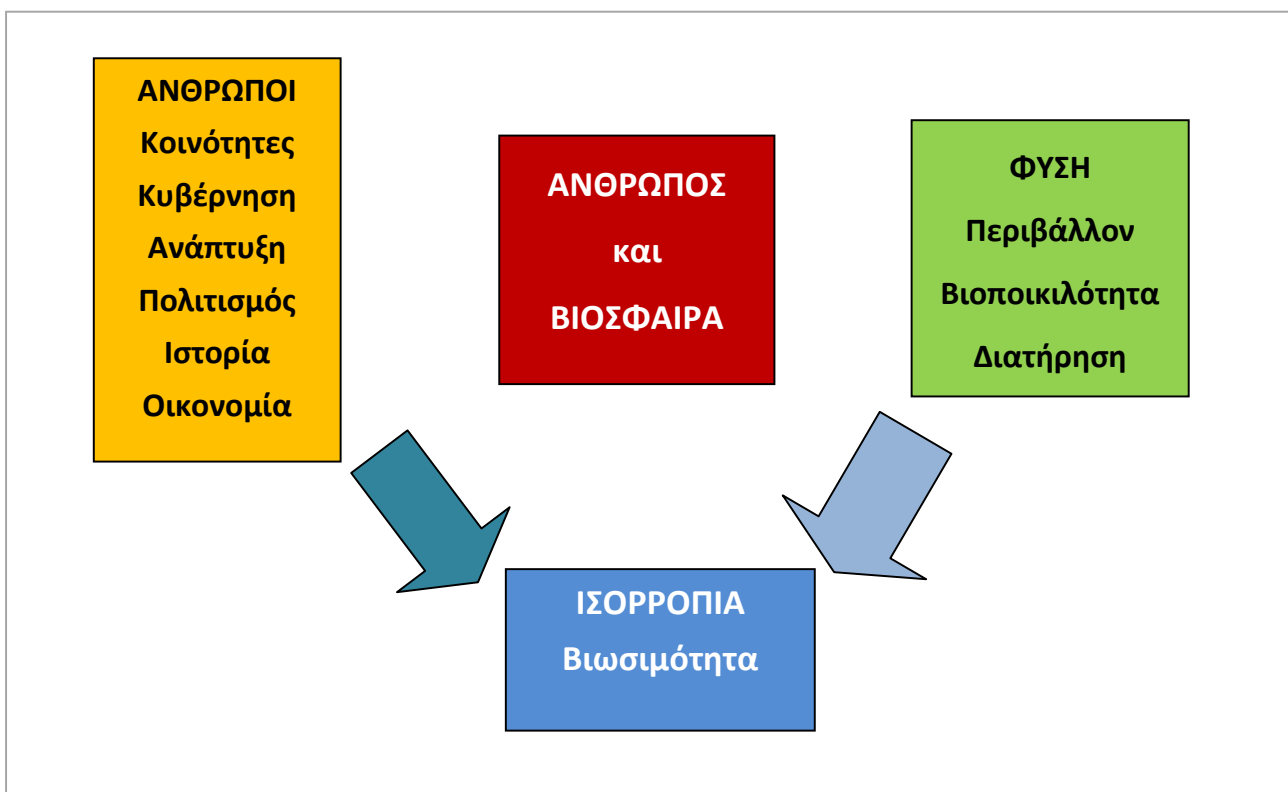 ΑΝΘΡΩΠΟΙ
Κοινότητες
Κυβέρνηση
Ανάπτυξη
Πολιτισμός
Ιστορία
Οικονομία
ΑΝΘΡΩΠΟΣ
και
ΒΙΟΣΦΑΙΡΑ
ΦΥΣΗ
Περιβάλλον
Βιοποικιλότητα
Διατήρηση
ΙΣΟΡΡΟΠΙΑ
Βιωσιμότητα